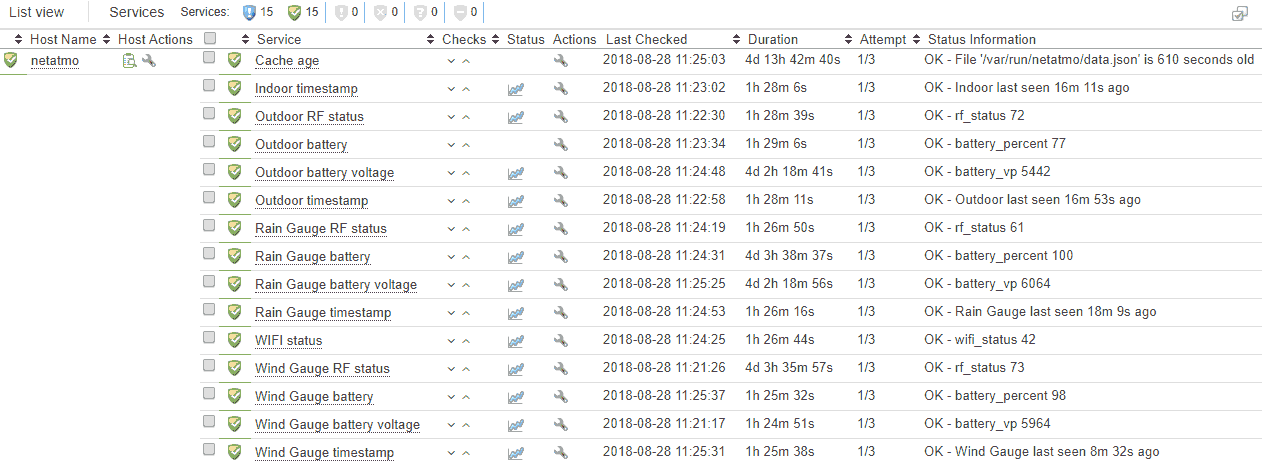 List view Services Services: 15 15 0 0 0
Host Name Host Actions Service Checks Status Actions Last Checked Duration Attempt Status Information
netatmo Cache age 2018-08-28 11:25:03 4d 13h 42m 40s 1/3 OK - File '/var/run/netatmo/data.json' is 610 seconds old
Indoor timestamp 2018-08-28 11:23:02 1h 28m 6s 1/3 OK - Indoor last seen 16m 11s ago
Outdoor RF status 2018-08-28 11:22:30 1h 28m 39s 1/3 OK - rf_status 72
Outdoor battery 2018-08-28 11:23:34 1h 29m 6s 1/3 OK - battery_percent 77
Outdoor battery voltage 2018-08-28 11:24:48 4d 2h 18m 41s 1/3 OK - battery_vp 5442
Outdoor timestamp 2018-08-28 11:22:58 1h 28m 11s 1/3 OK - Outdoor last seen 16m 53s ago
Rain Gauge RF status 2018-08-28 11:24:19 1h 26m 50s 1/3 OK - rf_status 61
Rain Gauge battery 2018-08-28 11:24:31 4d 3h 38m 37s 1/3 OK - battery_percent 100
Rain Gauge battery voltage 2018-08-28 11:25:25 4d 2h 18m 56s 1/3 OK - battery_vp 6064
Rain Gauge timestamp 2018-08-28 11:24:53 1h 26m 16s 1/3 OK - Rain Gauge last seen 18m 9s ago
WIFI status 2018-08-28 11:24:25 1h 26m 44s 1/3 OK - wifi_status 42
Wind Gauge RF status 2018-08-28 11:21:26 4d 3h 35m 57s 1/3 OK - rf_status 73
Wind Gauge battery 2018-08-28 11:25:37 1h 25m 32s 1/3 OK - battery_percent 98
Wind Gauge battery voltage 2018-08-28 11:21:17 1h 24m 51s 1/3 OK - battery_vp 5964
Wind Gauge timestamp 2018-08-28 11:25:31 1h 25m 38s 1/3 OK - Wind Gauge last seen 8m 32s ago